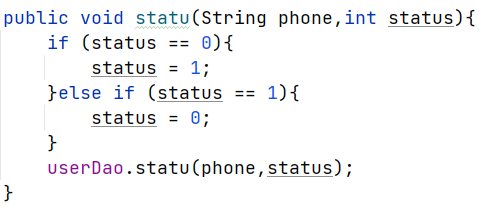 public void statu(String phone,int status){
    if (status == 0){
        status = 1;
    }else if (status == 1){
        status = 0;
    }
    userDao.statu(phone,status);
}